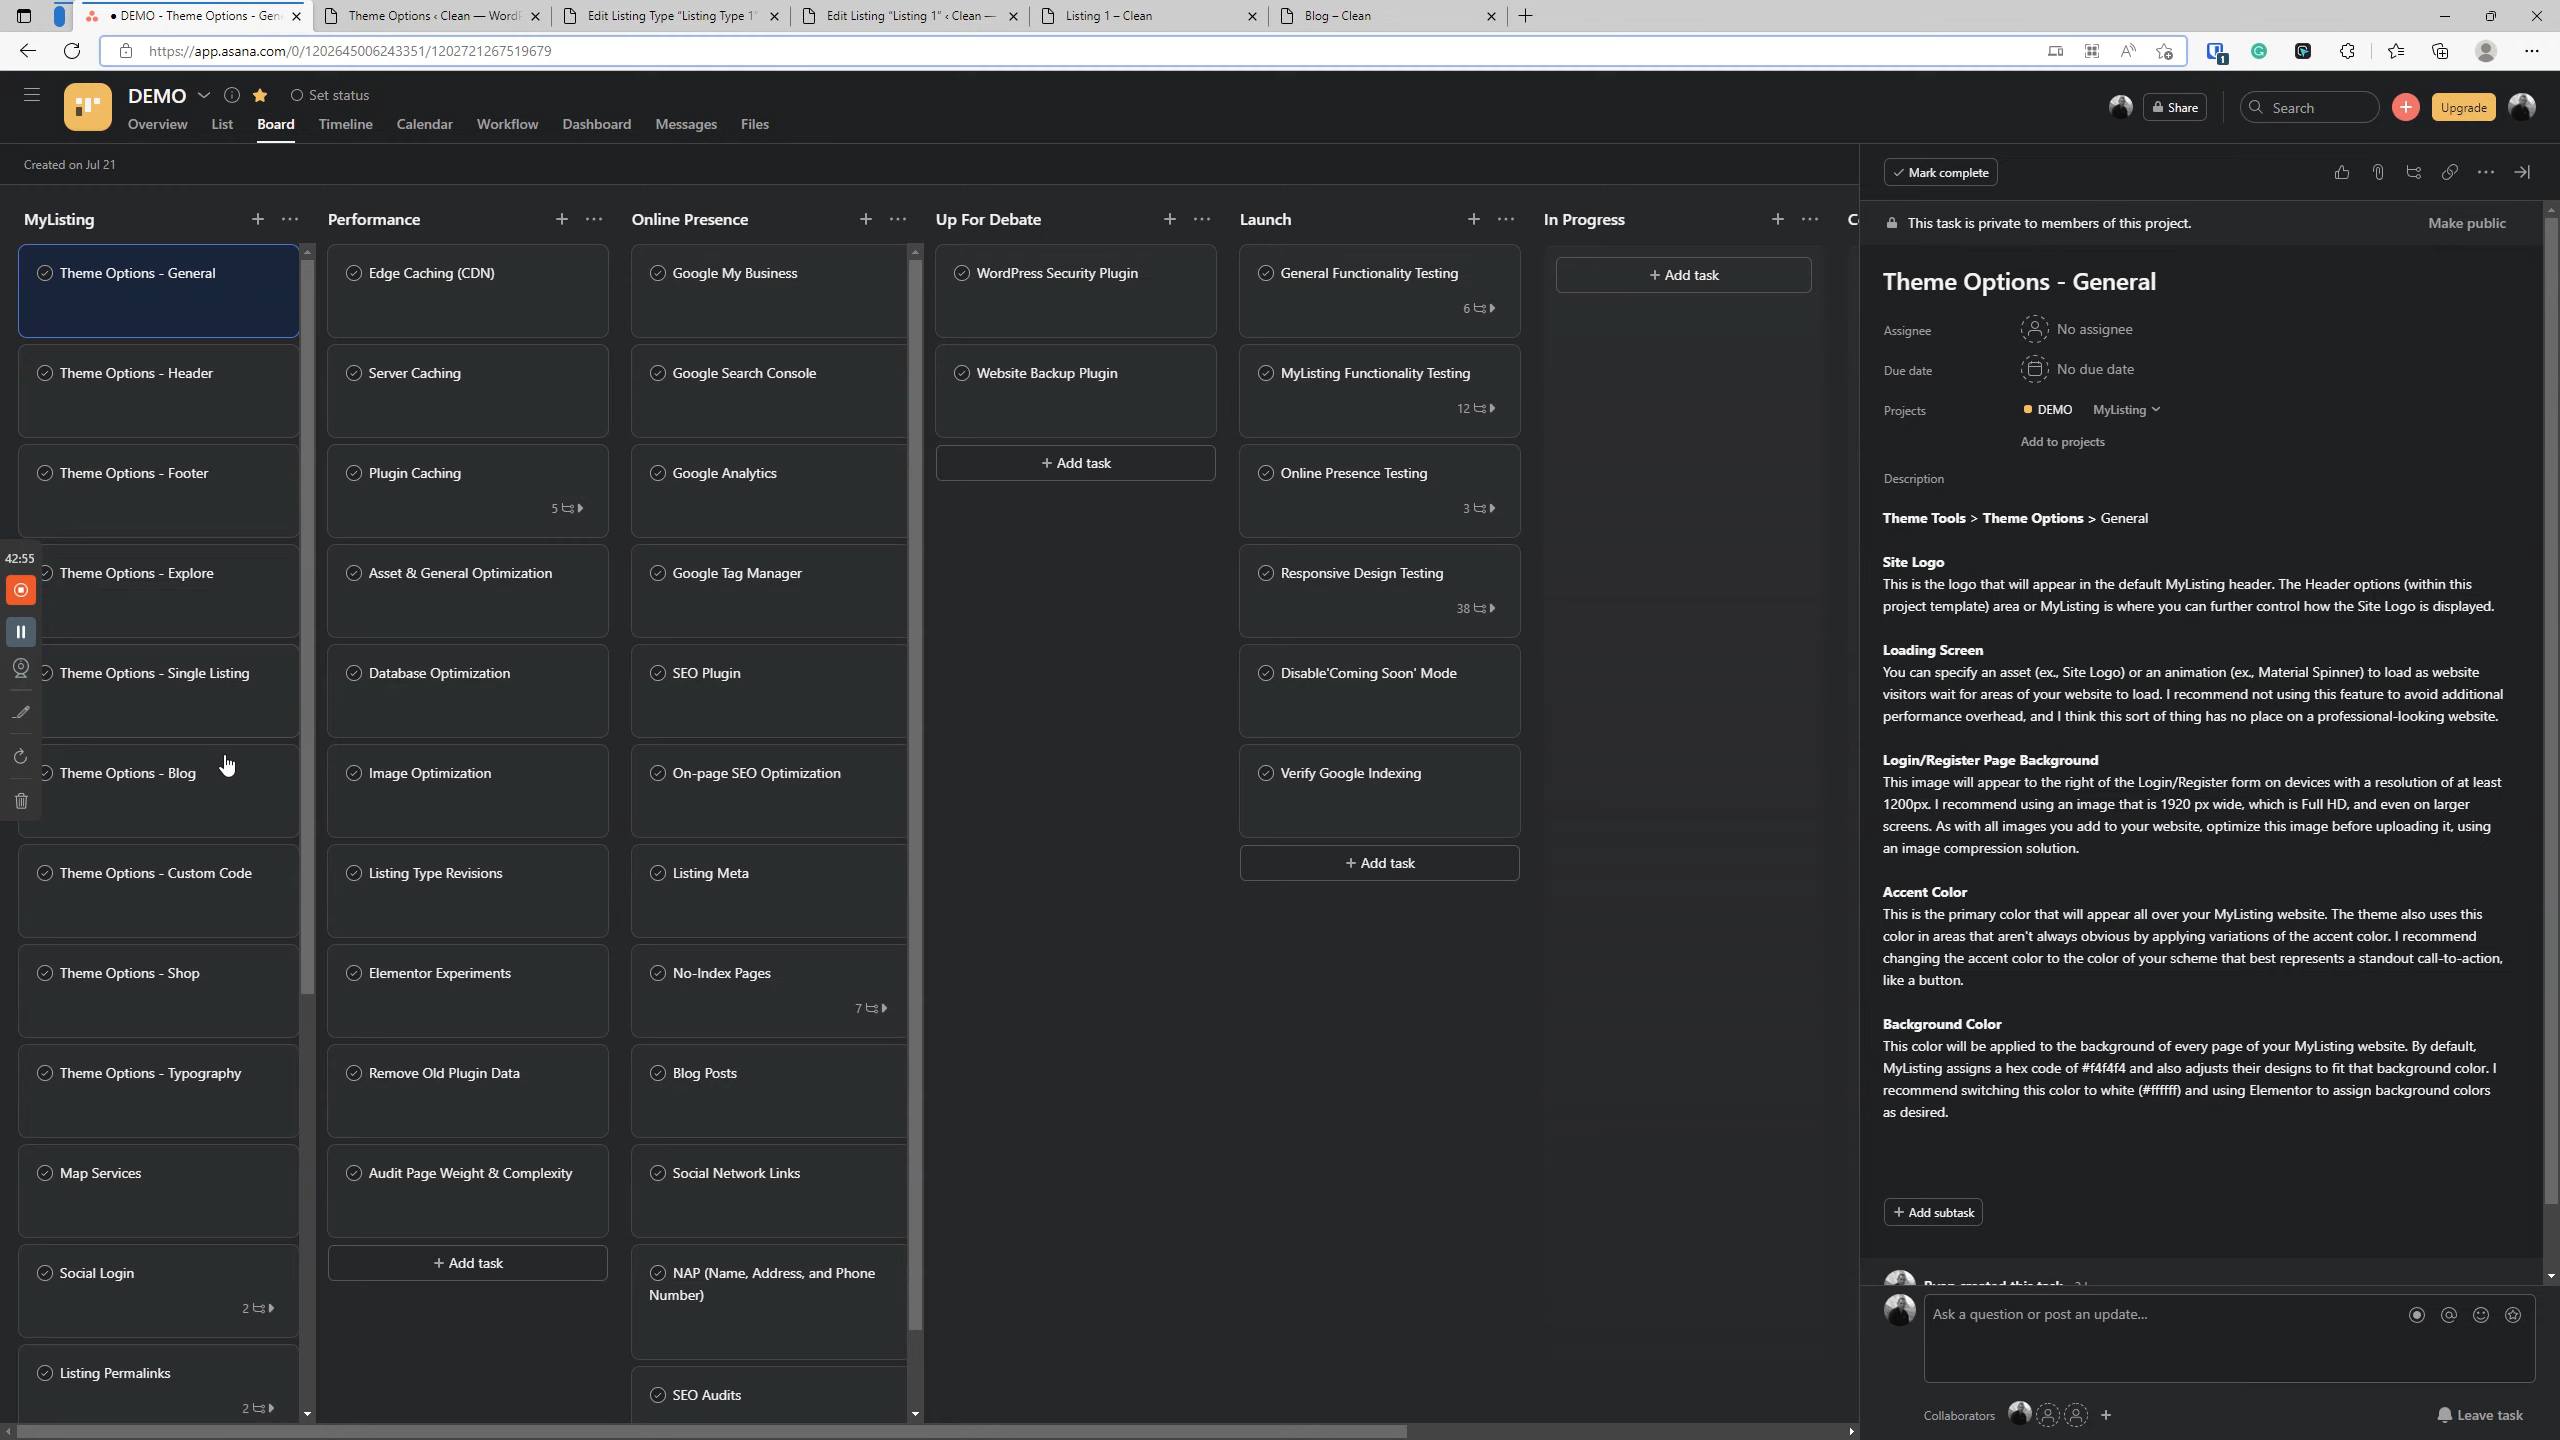 DEMO - Theme Options - Gen
Theme Options ‹ Clean — WordP
Edit Listing Type “Listing Type 1”
Edit Listing “Listing 1” ‹ Clean —
Listing 1 – Clean
Blog – Clean
https://app.asana.com/0/1202645006243351/1202721267519679
1
DEMO
Set status
Overview
List
Board
Timeline
Calendar
Workflow
Dashboard
Messages
Files
Share
Search
Upgrade
Created on Jul 21
MyListing
Theme Options - General
Theme Options - Header
Theme Options - Footer
42:55
Theme Options - Explore
Theme Options - Single Listing
Theme Options - Blog
Theme Options - Custom Code
Theme Options - Shop
Theme Options - Typography
Map Services
Social Login
2
Listing Permalinks
2
Performance
Edge Caching (CDN)
Server Caching
Plugin Caching
5
Asset & General Optimization
Database Optimization
Image Optimization
Listing Type Revisions
Elementor Experiments
Remove Old Plugin Data
Audit Page Weight & Complexity
+ Add task
Online Presence
Google My Business
Google Search Console
Google Analytics
Google Tag Manager
SEO Plugin
On-page SEO Optimization
Listing Meta
No-Index Pages
7
Blog Posts
Social Network Links
NAP (Name, Address, and Phone
Number)
SEO Audits
Up For Debate
WordPress Security Plugin
Website Backup Plugin
+ Add task
Launch
General Functionality Testing
6
MyListing Functionality Testing
12
Online Presence Testing
3
Responsive Design Testing
38
Disable'Coming Soon' Mode
Verify Google Indexing
+ Add task
In Progress
+ Add task
Mark complete
This task is private to members of this project.
Make public
Theme Options - General
Assignee
No assignee
Due date
No due date
Projects
DEMO
MyListing
Add to projects
Description
Theme Tools > Theme Options > General
Site Logo
This is the logo that will appear in the default MyListing header. The Header options (within this
project template) area or MyListing is where you can further control how the Site Logo is displayed.
Loading Screen
You can specify an asset (ex., Site Logo) or an animation (ex., Material Spinner) to load as website
visitors wait for areas of your website to load. I recommend not using this feature to avoid additional
performance overhead, and I think this sort of thing has no place on a professional-looking website.
Login/Register Page Background
This image will appear to the right of the Login/Register form on devices with a resolution of at least
1200px. I recommend using an image that is 1920 px wide, which is Full HD, and even on larger
screens. As with all images you add to your website, optimize this image before uploading it, using
an image compression solution.
Accent Color
This is the primary color that will appear all over your MyListing website. The theme also uses this
color in areas that aren't always obvious by applying variations of the accent color. I recommend
changing the accent color to the color of your scheme that best represents a standout call-to-action,
like a button.
Background Color
This color will be applied to the background of every page of your MyListing website. By default,
MyListing assigns a hex code of #f4f4f4 and also adjusts their designs to fit that background color. I
recommend switching this color to white (#ffffff) and using Elementor to assign background colors
as desired.
+ Add subtask
Ask a question or post an update...
Collaborators
Leave task